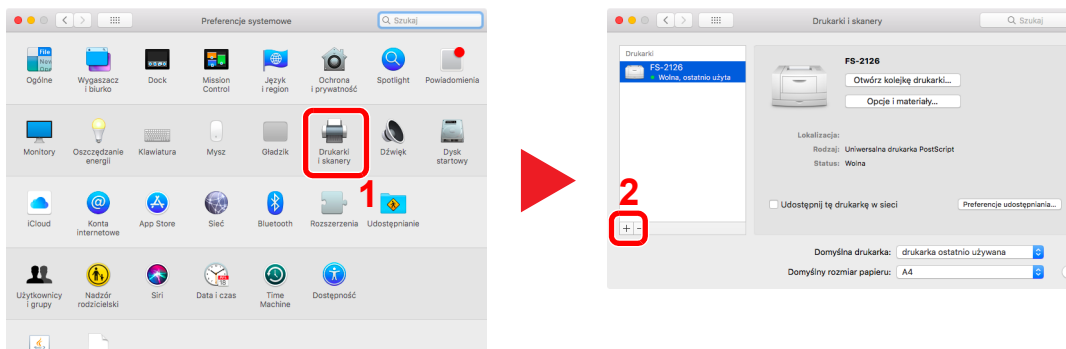 Preferencje systemowe
Szukaj
File
New
Ope
Ogólne
Wygaszacz
i biurko
Dock
Mission
Control
Język
i region
Ochrona
i prywatność
Spotlight
Powiadomienia
Monitory
Oszczędzanie
energii
Klawiatura
Mysz
Gładzik
Drukarki
i skanery
Dźwięk
Dysk
startowy
1
iCloud
Konta
internetowe
App Store
Sieć
Bluetooth
Rozszerzenia
Udostępnianie
Użytkownicy
i grupy
Nadzór
rodzicielski
Siri
Data i czas
Time
Machine
Dostępność
Drukarki i skanery
Szukaj
Drukarki
FS-2126
Wolna, ostatnio użyta
FS-2126
Otwórz kolejkę drukarki...
Opcje i materiały...
Lokalizacja:
Rodzaj: Uniwersalna drukarka PostScript
Status: Wolna
2
+ −
Udostępnij tę drukarkę w sieci
Preferencje udostępniania...
Domyślna drukarka: drukarka ostatnio używana
Domyślny rozmiar papieru: A4